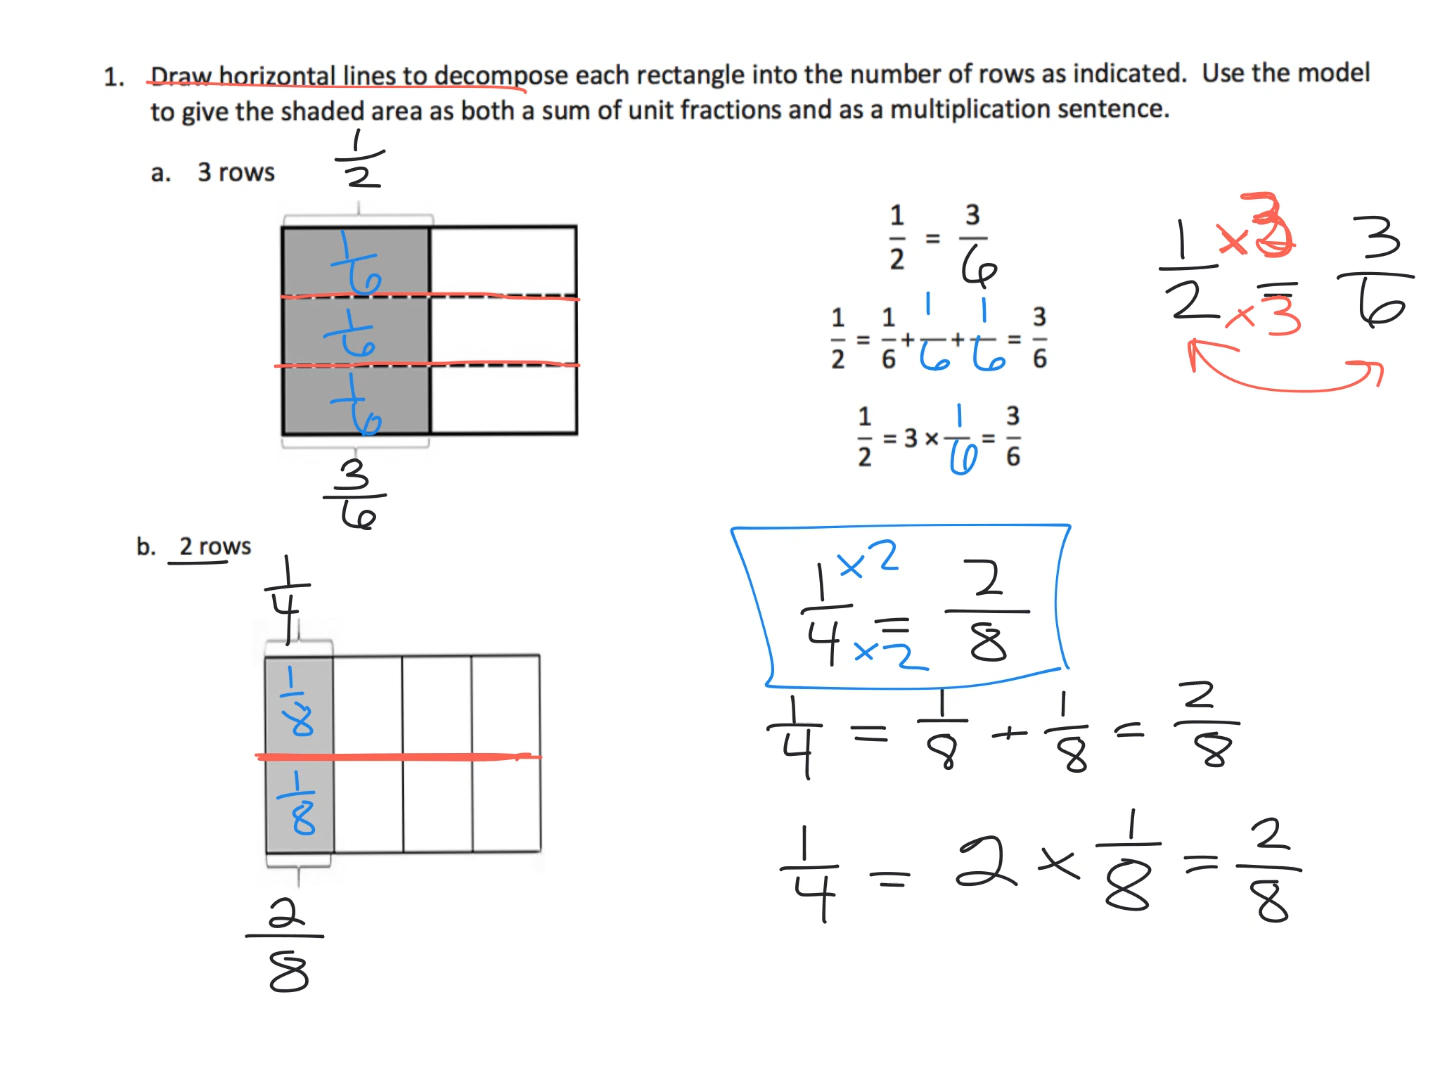 1. Draw horizontal lines to decompose each rectangle into the number of rows as indicated. Use the model
to give the shaded area as both a sum of unit fractions and as a multiplication sentence.
a. 3 rows
1/2
1/6
1/6
1/6
3/6
1/2 = 3/6
1/2 = 1/6 + 1/6 + 1/6 = 3/6
1/2 = 3 × 1/6 = 3/6
1/2 ×3 ×3 = 3/6
b. 2 rows
1/4
1/8
1/8
2/8
1/4 ×2 ×2 = 2/8
1/4 = 1/8 + 1/8 = 2/8
1/4 = 2 × 1/8 = 2/8